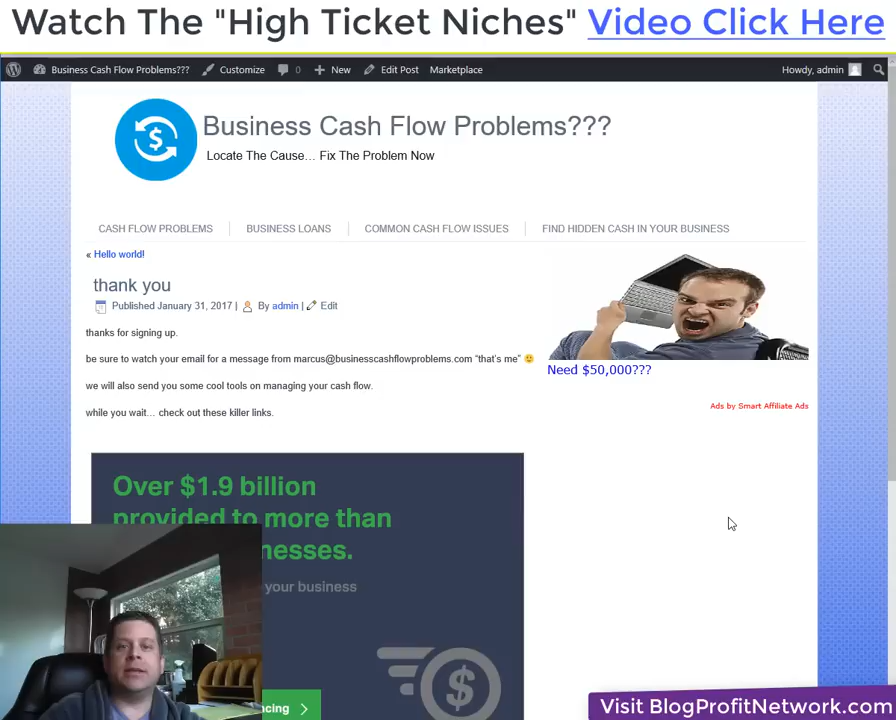 Watch The "High Ticket Niches" Video Click Here
Business Cash Flow Problems??? Customize 0 New Edit Post Marketplace Howdy, admin
Business Cash Flow Problems???
Locate The Cause... Fix The Problem Now
CASH FLOW PROBLEMS BUSINESS LOANS COMMON CASH FLOW ISSUES FIND HIDDEN CASH IN YOUR BUSINESS
« Hello world!
thank you
Published January 31, 2017 | By admin | Edit
thanks for signing up.
be sure to watch your email for a message from marcus@businesscashflowproblems.com “that’s me”
we will also send you some cool tools on managing your cash flow.
while you wait… check out these killer links.
Need $50,000???
Ads by Smart Affiliate Ads
Over $1.9 billion
provided to more than
nesses.
your business
Visit BlogProfitNetwork.com